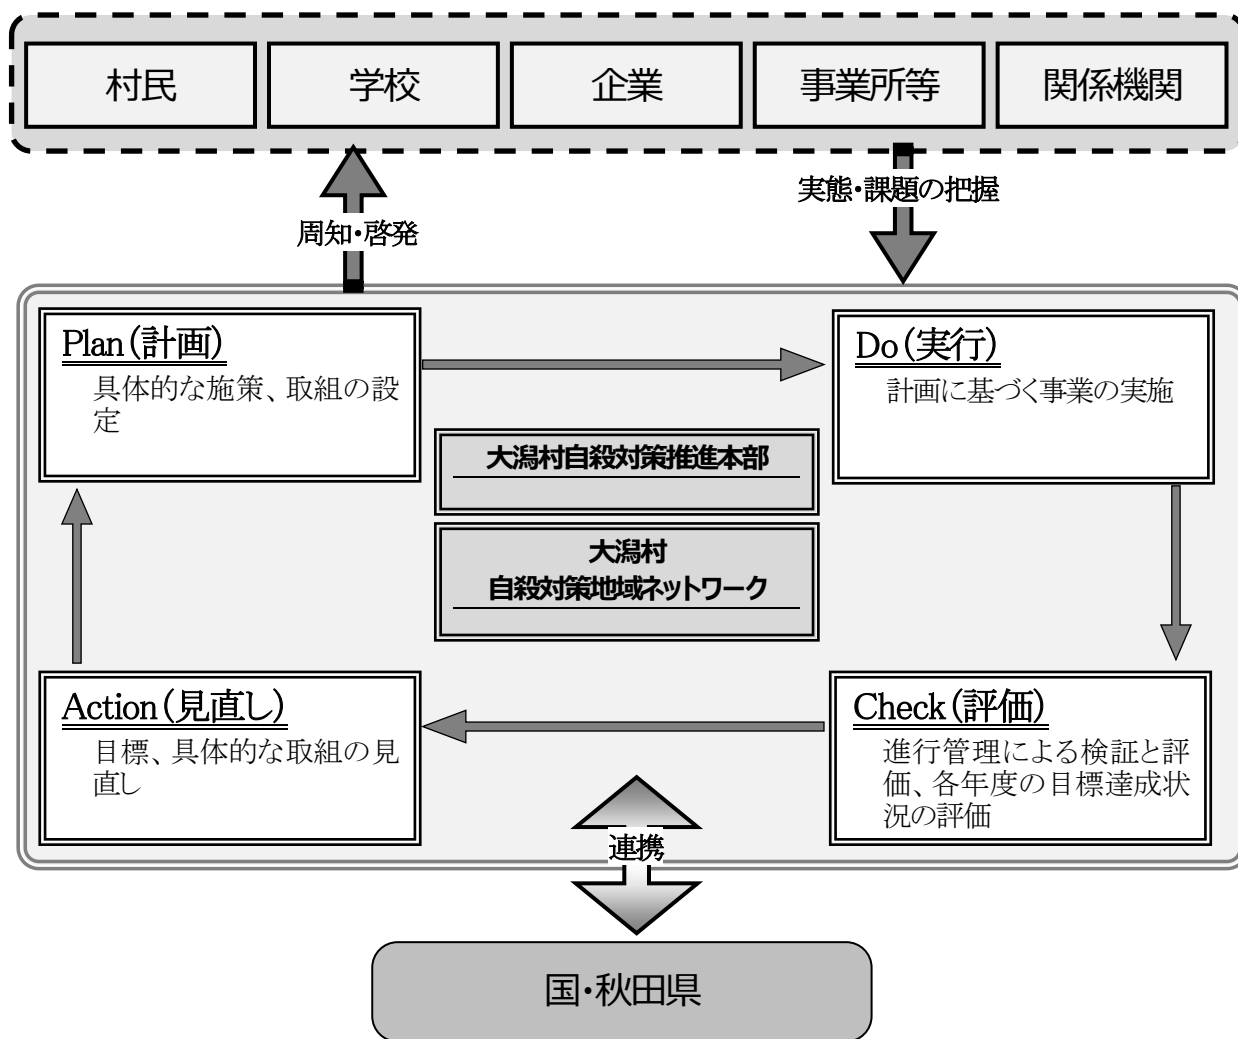 村民 学校 企業 事業所等 関係機関
周知・啓発
実態・課題の把握
Plan(計画)
具体的な施策、取組の設
定
Do(実行)
計画に基づく事業の実施
大潟村自殺対策推進本部
大潟村
自殺対策地域ネットワーク
Action(見直し)
目標、具体的な取組の見
直し
Check(評価)
進行管理による検証と評
価、各年度の目標達成状
況の評価
連携
国・秋田県